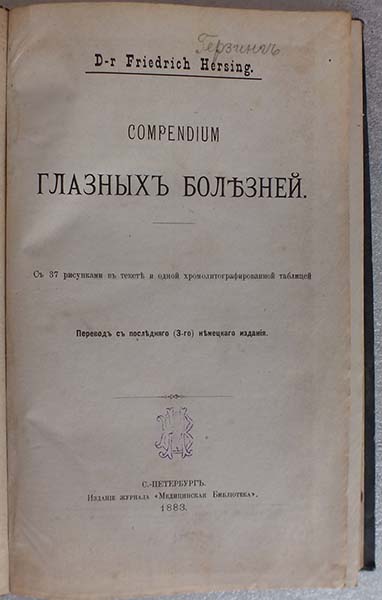 Герзингъ
D-r Friedrich Hersing.
COMPENDIUM
ГЛАЗНЫХЪ БОЛѢЗНЕЙ.
Съ 37 рисунками въ текстѣ и одной хромолитографированной таблицей
Переводъ съ послѣдняго (3-го) нѣмецкаго изданія.
С.-ПЕТЕРБУРГЪ.
Изданіе журнала «Медицинская Библіотека».
1883.